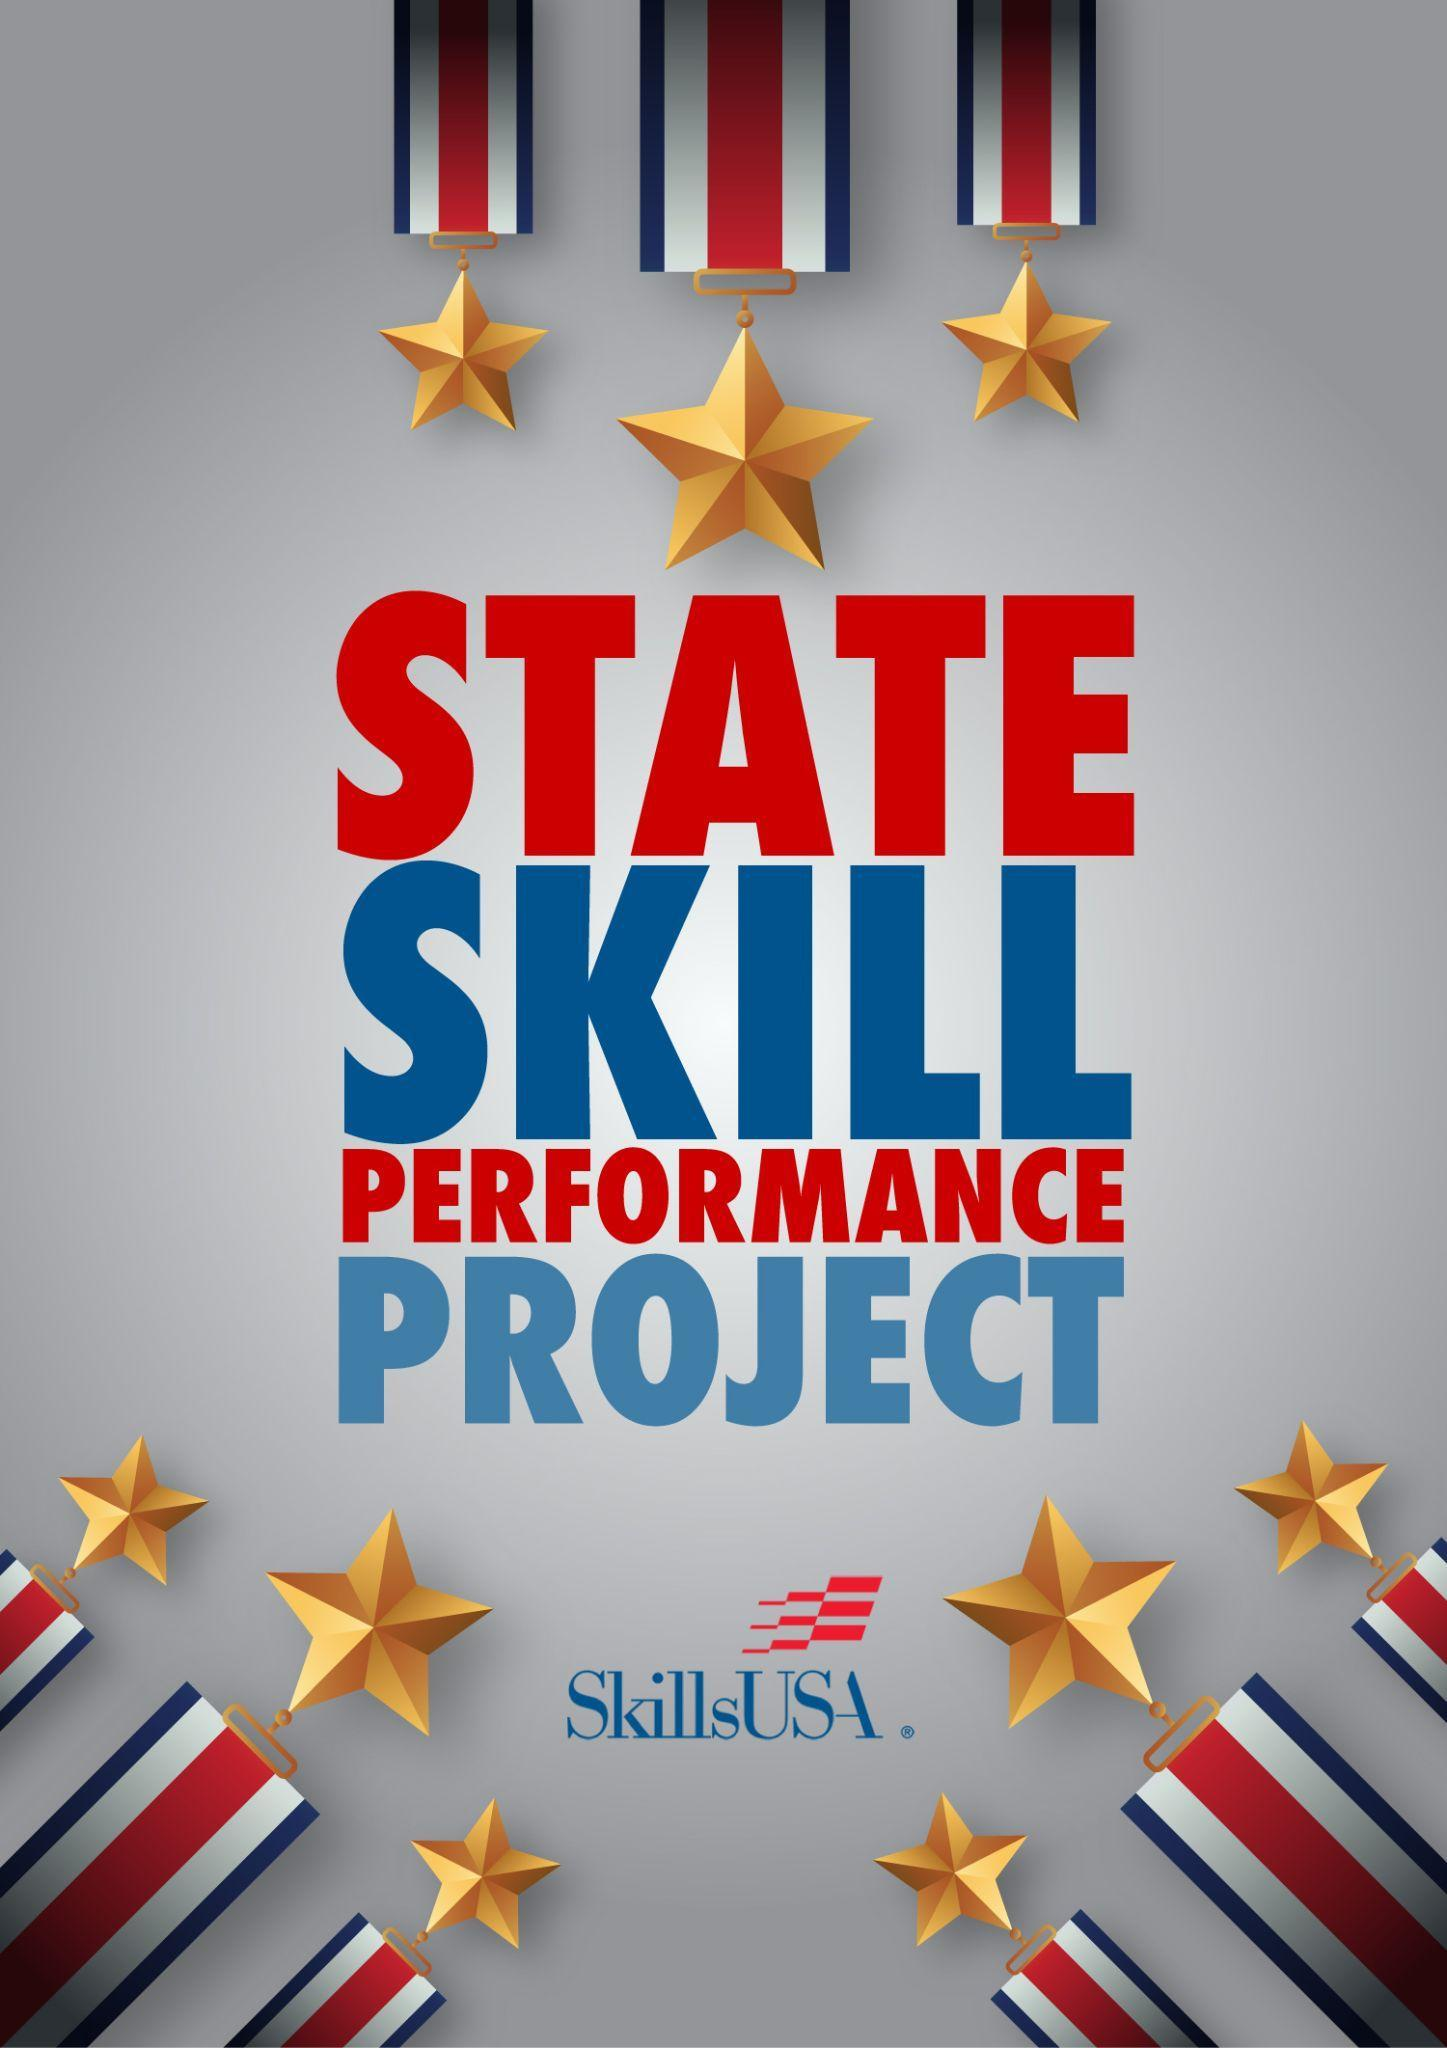 STATE
SKILL
PERFORMANCE
PROJECT
SkillsUSA ®